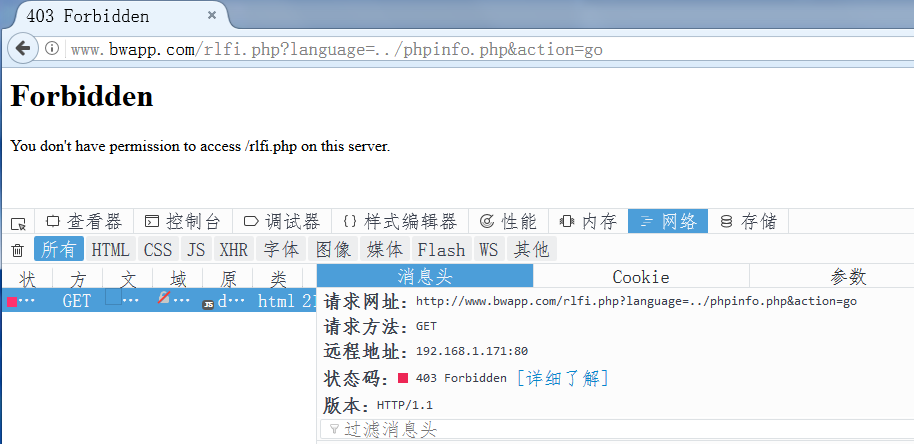 403 Forbidden ×
www.bwapp.com/rlfi.php?language=../phpinfo.php&action=go
Forbidden
You don't have permission to access /rlfi.php on this server.
查看器 控制台 调试器 {} 样式编辑器 性能 内存 网络 存储
所有 HTML CSS JS XHR 字体 图像 媒体 Flash WS 其他
状 方 文 域 原 类 消息头 Cookie 参数
… GET … … JS d… html
请求网址: http://www.bwapp.com/rlfi.php?language=../phpinfo.php&action=go
请求方法: GET
远程地址: 192.168.1.171:80
状态码: 403 Forbidden [详细了解]
版本: HTTP/1.1
过滤消息头